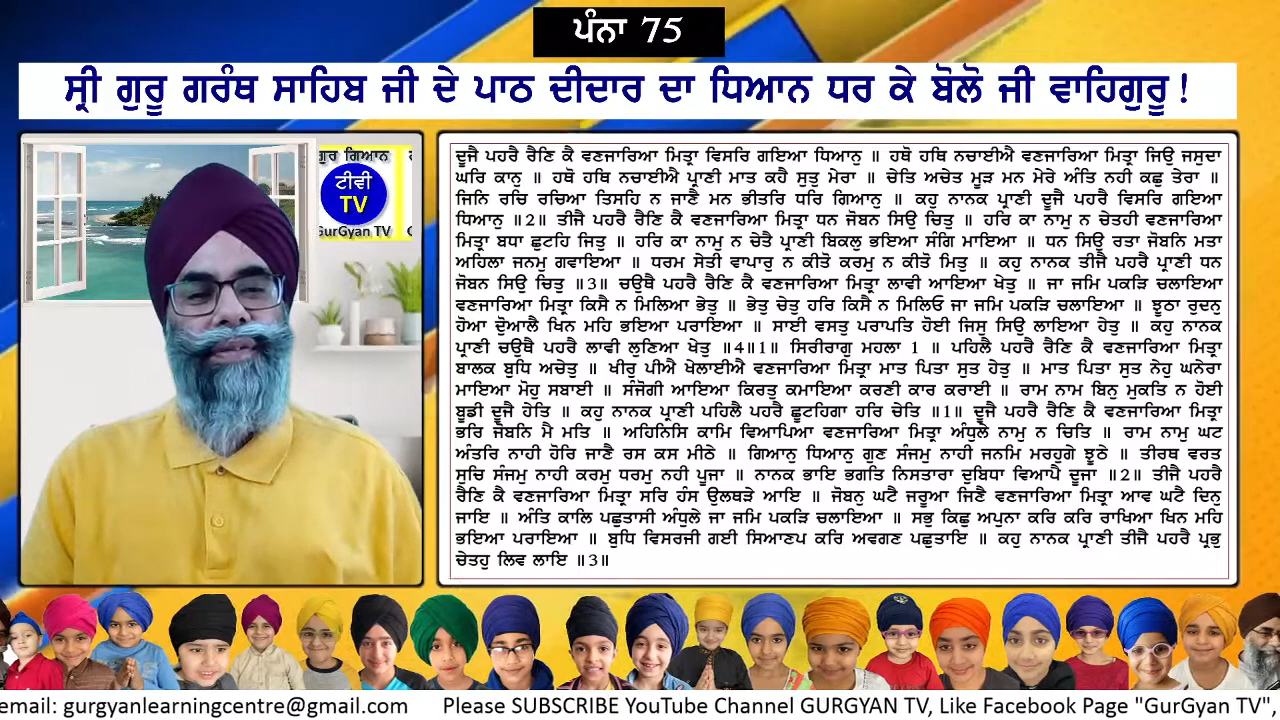 ਪੰਨਾ 75
ਸ੍ਰੀ ਗੁਰੂ ਗਰੰਥ ਸਾਹਿਬ ਜੀ ਦੇ ਪਾਠ ਦੀਦਾਰ ਦਾ ਧਿਆਨ ਧਰ ਕੇ ਬੋਲੋ ਜੀ ਵਾਹਿਗੁਰੂ!
ਗੁਰ ਗਿਆਨ
ਟੀਵੀ
TV
GurGyan TV
ਦੂਜੈ ਪਹਰੈ ਰੈਣਿ ਕੈ ਵਣਜਾਰਿਆ ਮਿਤ੍ਰਾ ਵਿਸਰਿ ਗਇਆ ਧਿਆਨੁ ॥ ਹਥੋ ਹਥਿ ਨਚਾਈਐ ਵਣਜਾਰਿਆ ਮਿਤ੍ਰਾ ਜਿਉ ਜਸੁਦਾ
ਘਰਿ ਕਾਨੁ ॥ ਹਥੋ ਹਥਿ ਨਚਾਈਐ ਪ੍ਰਾਣੀ ਮਾਤ ਕਹੈ ਸੁਤੁ ਮੇਰਾ ॥ ਚੇਤਿ ਅਚੇਤ ਮੂੜ ਮਨ ਮੇਰੇ ਅੰਤਿ ਨਹੀ ਕਛੁ ਤੇਰਾ ॥
ਜਿਨਿ ਰਚਿ ਰਚਿਆ ਤਿਸਹਿ ਨ ਜਾਣੈ ਮਨ ਭੀਤਰਿ ਧਰਿ ਗਿਆਨੁ ॥ ਕਹੁ ਨਾਨਕ ਪ੍ਰਾਣੀ ਦੂਜੈ ਪਹਰੈ ਵਿਸਰਿ ਗਇਆ
ਧਿਆਨੁ ॥2॥ ਤੀਜੈ ਪਹਰੈ ਰੈਣਿ ਕੈ ਵਣਜਾਰਿਆ ਮਿਤ੍ਰਾ ਧਨ ਜੋਬਨ ਸਿਉ ਚਿਤੁ ॥ ਹਰਿ ਕਾ ਨਾਮੁ ਨ ਚੇਤਹੀ ਵਣਜਾਰਿਆ
ਮਿਤ੍ਰਾ ਬਧਾ ਛੁਟਹਿ ਜਿਤੁ ॥ ਹਰਿ ਕਾ ਨਾਮੁ ਨ ਚੇਤੈ ਪ੍ਰਾਣੀ ਬਿਕਲੁ ਭਇਆ ਸੰਗਿ ਮਾਇਆ ॥ ਧਨ ਸਿਉ ਰਤਾ ਜੋਬਨਿ ਮਤਾ
ਅਹਿਲਾ ਜਨਮੁ ਗਵਾਇਆ ॥ ਧਰਮ ਸੇਤੀ ਵਾਪਾਰੁ ਨ ਕੀਤੋ ਕਰਮੁ ਨ ਕੀਤੋ ਮਿਤੁ ॥ ਕਹੁ ਨਾਨਕ ਤੀਜੈ ਪਹਰੈ ਪ੍ਰਾਣੀ ਧਨ
ਜੋਬਨ ਸਿਉ ਚਿਤੁ ॥3॥ ਚਉਥੈ ਪਹਰੈ ਰੈਣਿ ਕੈ ਵਣਜਾਰਿਆ ਮਿਤ੍ਰਾ ਲਾਵੀ ਆਇਆ ਖੇਤੁ ॥ ਜਾ ਜਮਿ ਪਕੜਿ ਚਲਾਇਆ
ਵਣਜਾਰਿਆ ਮਿਤ੍ਰਾ ਕਿਸੈ ਨ ਮਿਲਿਆ ਭੇਤੁ ॥ ਭੇਤੁ ਚੇਤੁ ਹਰਿ ਕਿਸੈ ਨ ਮਿਲਿਓ ਜਾ ਜਮਿ ਪਕੜਿ ਚਲਾਇਆ ॥ ਝੂਠਾ ਰੁਦਨੁ
ਹੋਆ ਦੁੋਆਲੈ ਖਿਨ ਮਹਿ ਭਇਆ ਪਰਾਇਆ ॥ ਸਾਈ ਵਸਤੁ ਪਰਾਪਤਿ ਹੋਈ ਜਿਸੁ ਸਿਉ ਲਾਇਆ ਹੇਤੁ ॥ ਕਹੁ ਨਾਨਕ
ਪ੍ਰਾਣੀ ਚਉਥੈ ਪਹਰੈ ਲਾਵੀ ਲੁਣਿਆ ਖੇਤੁ ॥4॥1॥ ਸਿਰੀਰਾਗੁ ਮਹਲਾ 1 ॥ ਪਹਿਲੈ ਪਹਰੈ ਰੈਣਿ ਕੈ ਵਣਜਾਰਿਆ ਮਿਤ੍ਰਾ
ਬਾਲਕ ਬੁਧਿ ਅਚੇਤੁ ॥ ਖੀਰੁ ਪੀਐ ਖੇਲਾਈਐ ਵਣਜਾਰਿਆ ਮਿਤ੍ਰਾ ਮਾਤ ਪਿਤਾ ਸੁਤ ਹੇਤੁ ॥ ਮਾਤ ਪਿਤਾ ਸੁਤ ਨੇਹੁ ਘਨੇਰਾ
ਮਾਇਆ ਮੋਹੁ ਸਬਾਈ ॥ ਸੰਜੋਗੀ ਆਇਆ ਕਿਰਤੁ ਕਮਾਇਆ ਕਰਣੀ ਕਾਰ ਕਰਾਈ ॥ ਰਾਮ ਨਾਮ ਬਿਨੁ ਮੁਕਤਿ ਨ ਹੋਈ
ਬੂਡੀ ਦੂਜੈ ਹੇਤਿ ॥ ਕਹੁ ਨਾਨਕ ਪ੍ਰਾਣੀ ਪਹਿਲੈ ਪਹਰੈ ਛੂਟਹਿਗਾ ਹਰਿ ਚੇਤਿ ॥1॥ ਦੂਜੈ ਪਹਰੈ ਰੈਣਿ ਕੈ ਵਣਜਾਰਿਆ ਮਿਤ੍ਰਾ
ਭਰਿ ਜੋਬਨਿ ਮੈ ਮਤਿ ॥ ਅਹਿਨਿਸਿ ਕਾਮਿ ਵਿਆਪਿਆ ਵਣਜਾਰਿਆ ਮਿਤ੍ਰਾ ਅੰਧੁਲੇ ਨਾਮੁ ਨ ਚਿਤਿ ॥ ਰਾਮ ਨਾਮੁ ਘਟ
ਅੰਤਰਿ ਨਾਹੀ ਹੋਰਿ ਜਾਣੈ ਰਸ ਕਸ ਮੀਠੇ ॥ ਗਿਆਨੁ ਧਿਆਨੁ ਗੁਣ ਸੰਜਮੁ ਨਾਹੀ ਜਨਮਿ ਮਰਹੁਗੇ ਝੂਠੇ ॥ ਤੀਰਥ ਵਰਤ
ਸੁਚਿ ਸੰਜਮੁ ਨਾਹੀ ਕਰਮੁ ਧਰਮੁ ਨਹੀ ਪੂਜਾ ॥ ਨਾਨਕ ਭਾਇ ਭਗਤਿ ਨਿਸਤਾਰਾ ਦੁਬਿਧਾ ਵਿਆਪੈ ਦੂਜਾ ॥2॥ ਤੀਜੈ ਪਹਰੈ
ਰੈਣਿ ਕੈ ਵਣਜਾਰਿਆ ਮਿਤ੍ਰਾ ਸਰਿ ਹੰਸ ਉਲਥੜੇ ਆਇ ॥ ਜੋਬਨੁ ਘਟੈ ਜਰੂਆ ਜਿਣੈ ਵਣਜਾਰਿਆ ਮਿਤ੍ਰਾ ਆਵ ਘਟੈ ਦਿਨੁ
ਜਾਇ ॥ ਅੰਤਿ ਕਾਲਿ ਪਛੁਤਾਸੀ ਅੰਧੁਲੇ ਜਾ ਜਮਿ ਪਕੜਿ ਚਲਾਇਆ ॥ ਸਭੁ ਕਿਛੁ ਅਪੁਨਾ ਕਰਿ ਕਰਿ ਰਾਖਿਆ ਖਿਨ ਮਹਿ
ਭਇਆ ਪਰਾਇਆ ॥ ਬੁਧਿ ਵਿਸਰਜੀ ਗਈ ਸਿਆਣਪ ਕਰਿ ਅਵਗਣ ਪਛੁਤਾਇ ॥ ਕਹੁ ਨਾਨਕ ਪ੍ਰਾਣੀ ਤੀਜੈ ਪਹਰੈ ਪ੍ਰਭੁ
ਚੇਤਹੁ ਲਿਵ ਲਾਇ ॥3॥
email: gurgyanlearningcentre@gmail.com Please SUBSCRIBE YouTube Channel GURGYAN TV, Like Facebook Page "GurGyan TV",